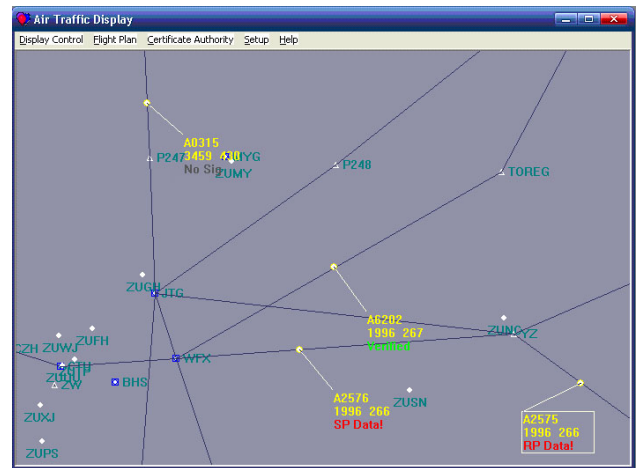 Air Traffic Display
Display Control Flight Plan Certificate Authority Setup Help
A0315
P247
3459 430
No Sig
ZUMY
P248
TOREG
ZUGH
JTG
A6202
1996 267
Verified
ZUNC
YZ
CZH
ZUWJ
ZUFH
WFX
BHS
ZW
A2576
1996 266
SP Data!
ZUSN
A2575
1996 266
RP Data!
ZUXJ
ZUPS